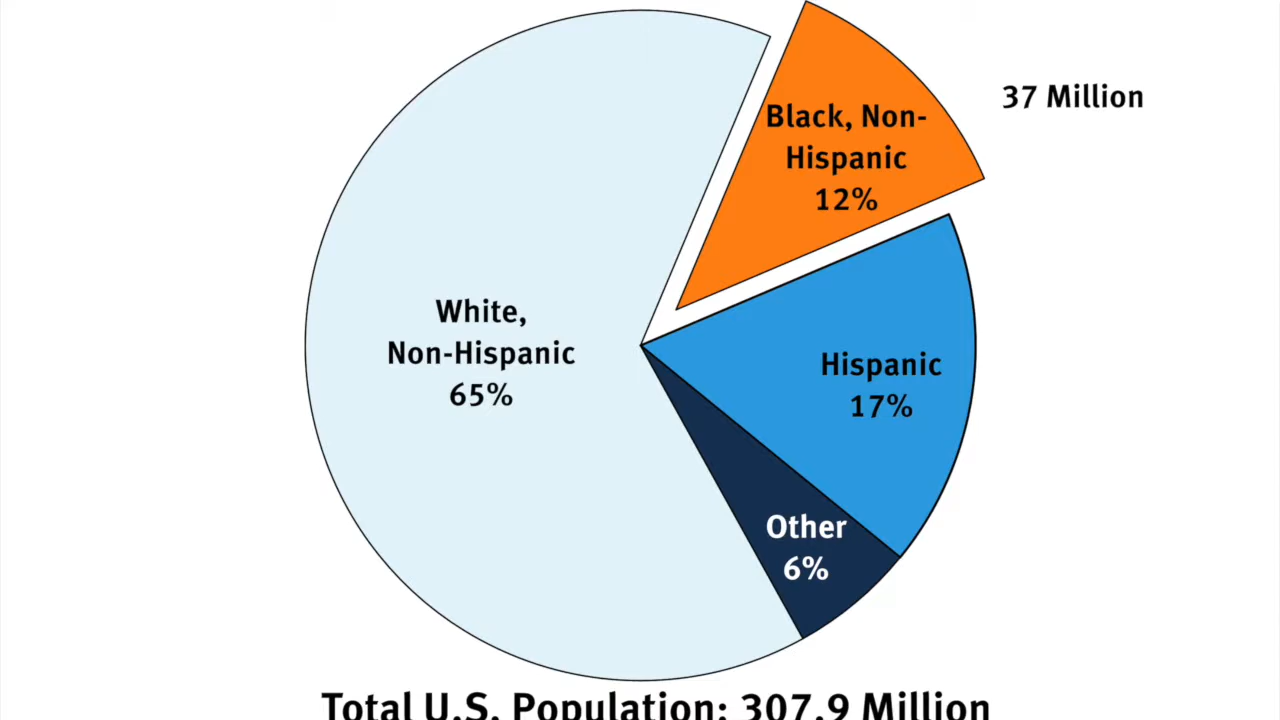 Black, Non-
Hispanic
12%
37 Million
White,
Non-Hispanic
65%
Hispanic
17%
Other
6%
Total U.S. Population: 307.9 Million